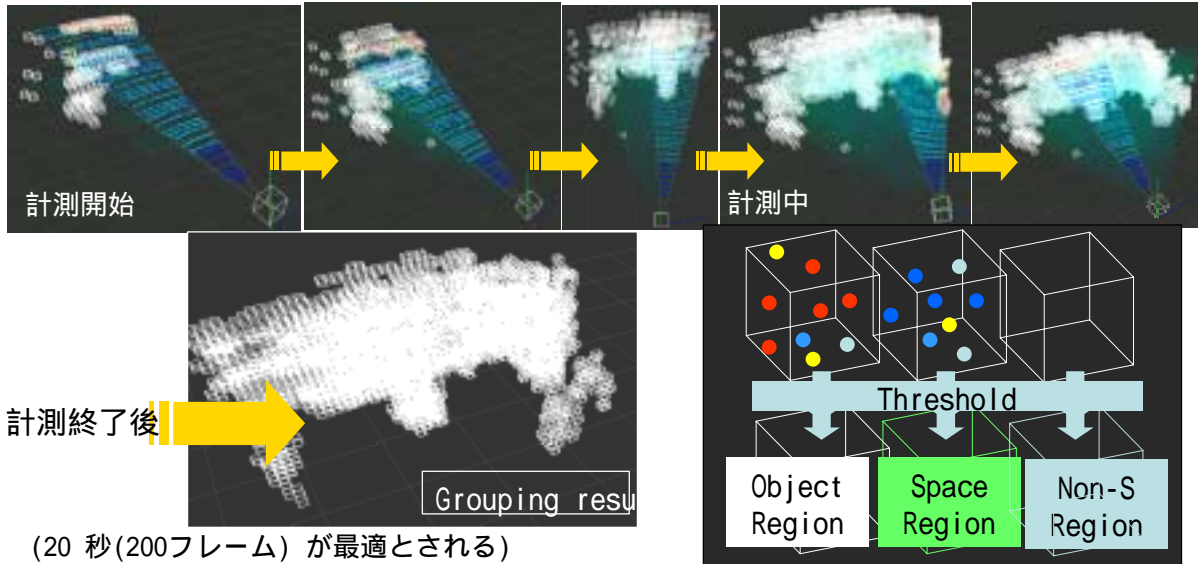 計測開始
計測中
計測終了後
Grouping resu
(20 秒(200フレーム) が最適とされる)
Threshold
Object
Region
Space
Region
Non-S
Region